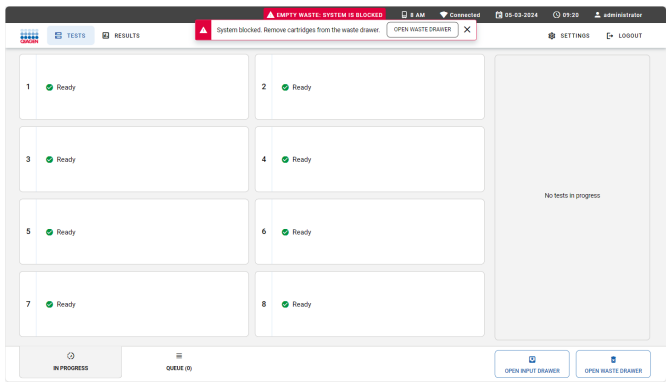 EMPTY WASTE: SYSTEM IS BLOCKED 8 AM Connected 05-03-2024 09:20 administrator
QIAGEN TESTS RESULTS System blocked. Remove cartridges from the waste drawer. OPEN WASTE DRAWER SETTINGS LOGOUT
1 Ready 2 Ready
3 Ready 4 Ready
No tests in progress
5 Ready 6 Ready
7 Ready 8 Ready
IN PROGRESS QUEUE (0) OPEN INPUT DRAWER OPEN WASTE DRAWER